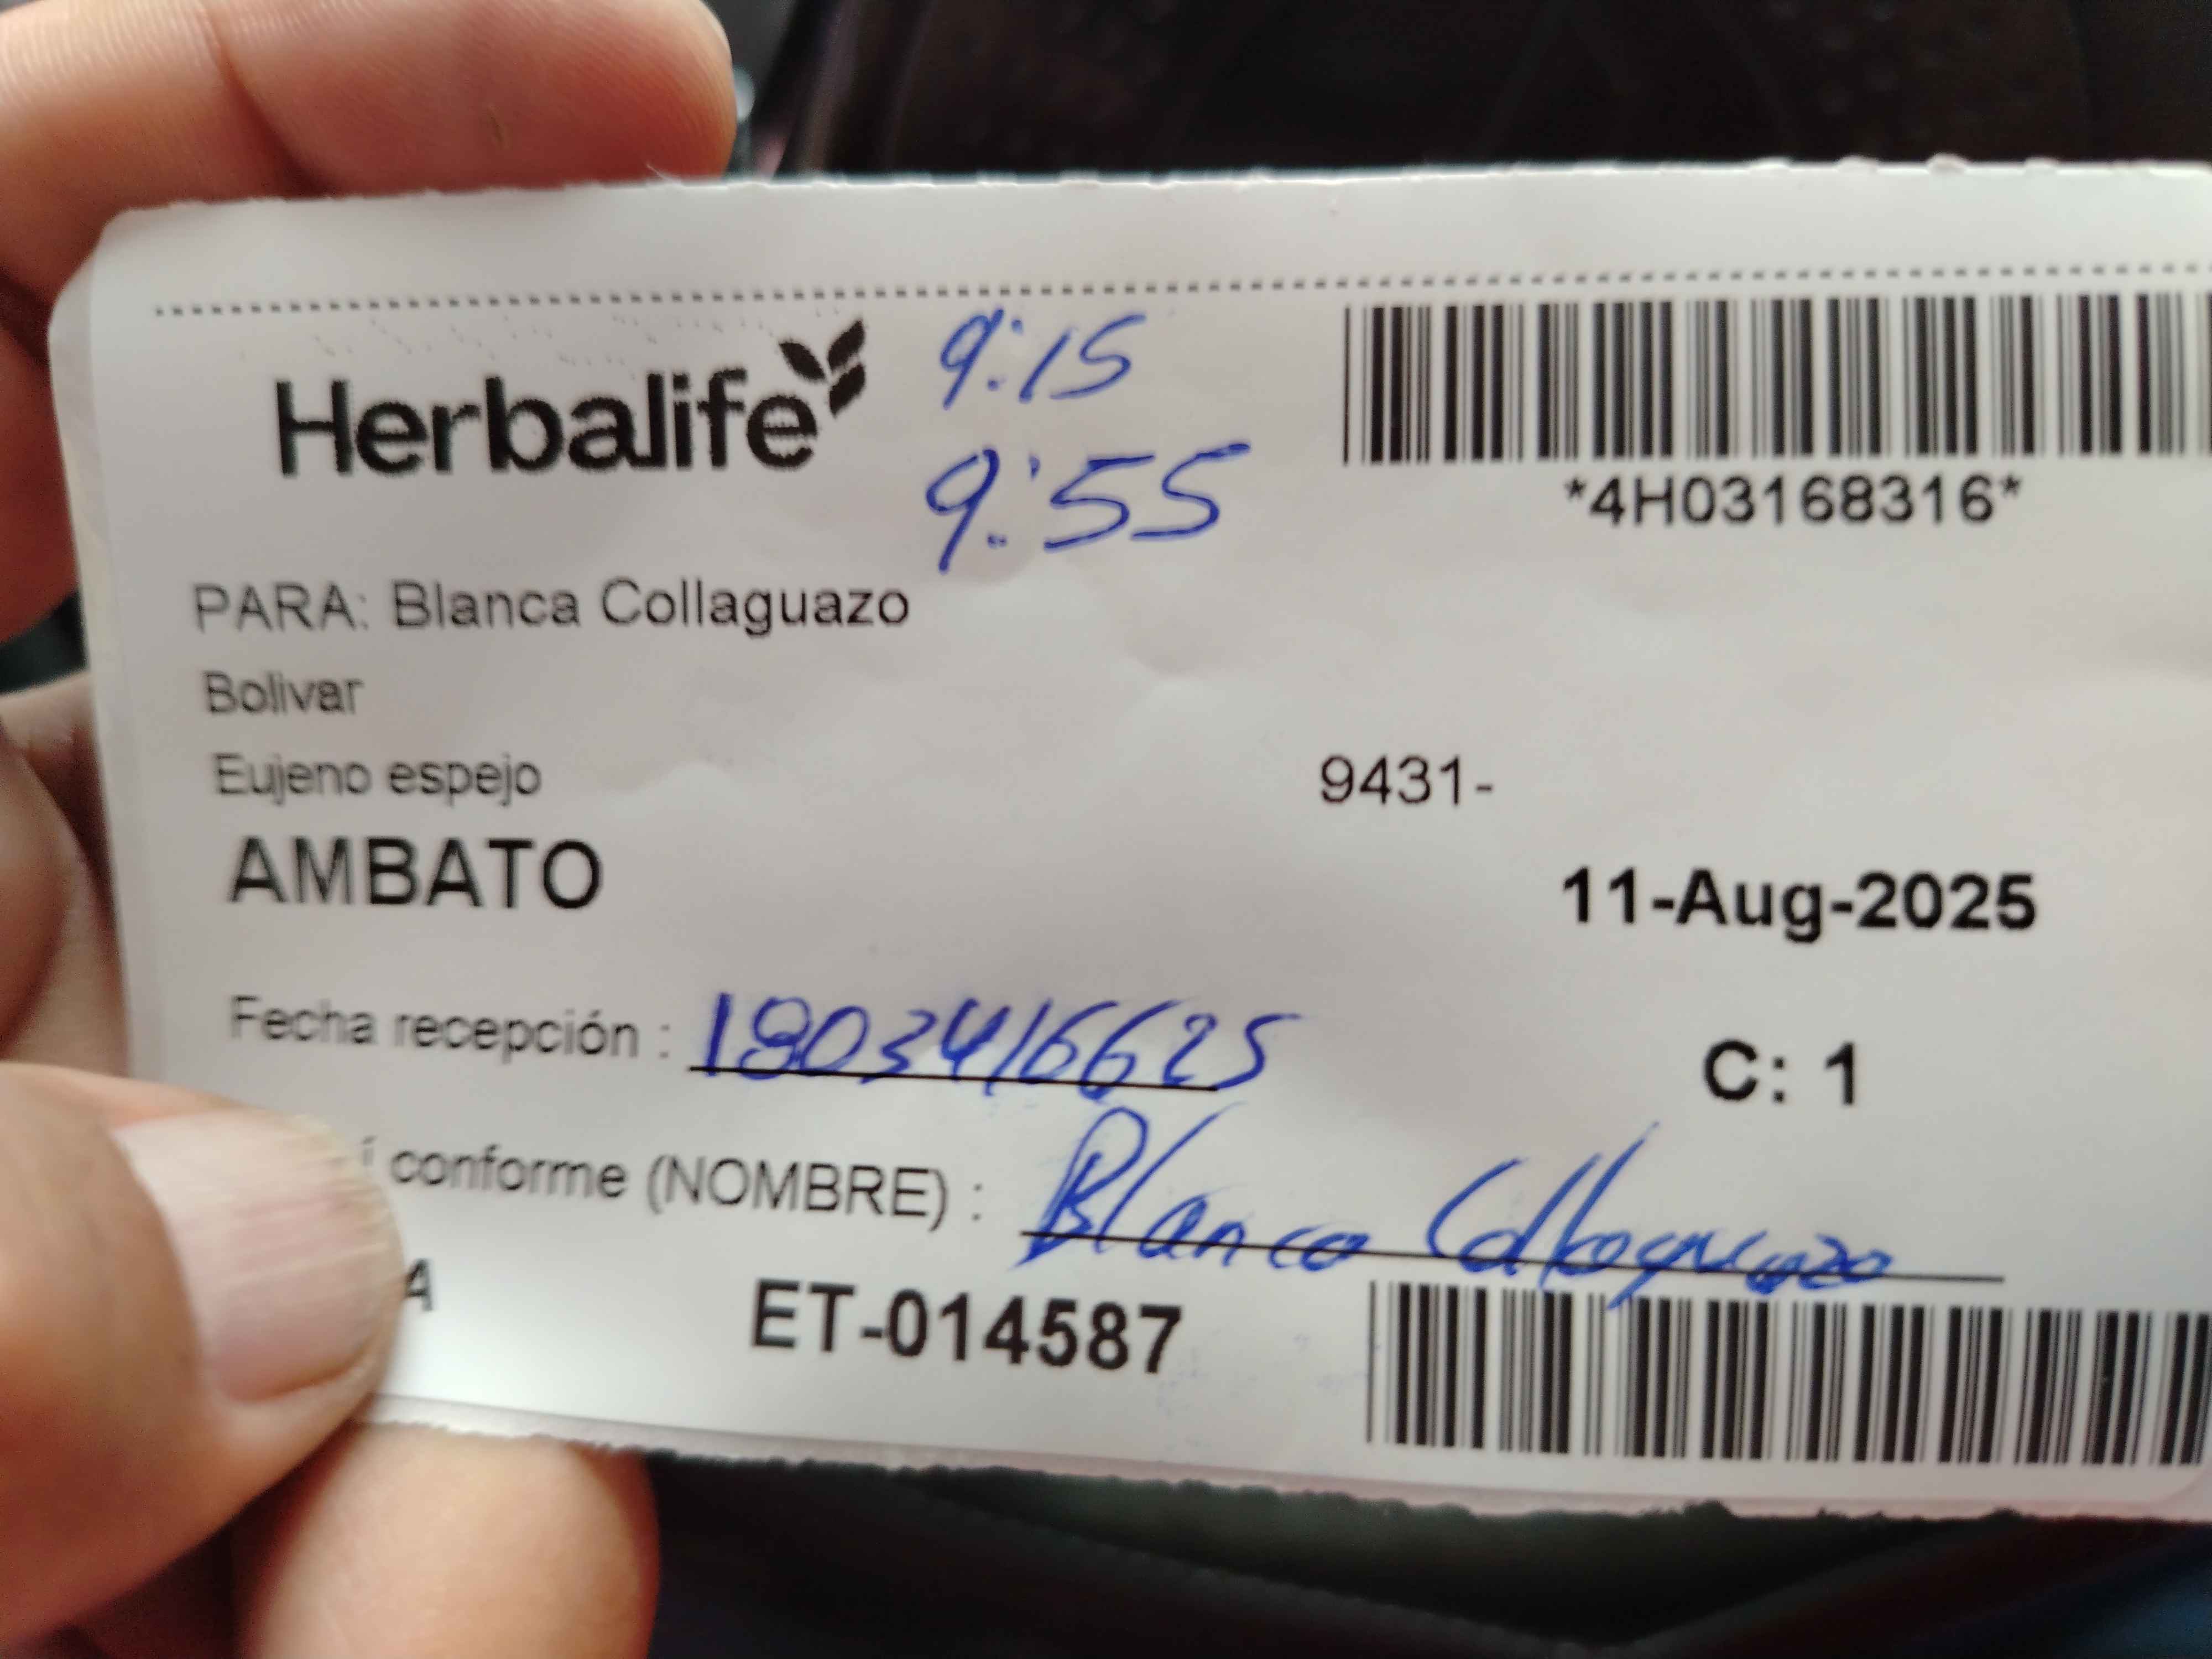 Herbalife
9:15
9:55
*4H03168316*
PARA: Blanca Collaguazo
Bolivar
Eujeno espejo
9431-
AMBATO
11-Aug-2025
Fecha recepción : 1803416625
C: 1
í conforme (NOMBRE) : Blanca Collaguazo
A
ET-014587